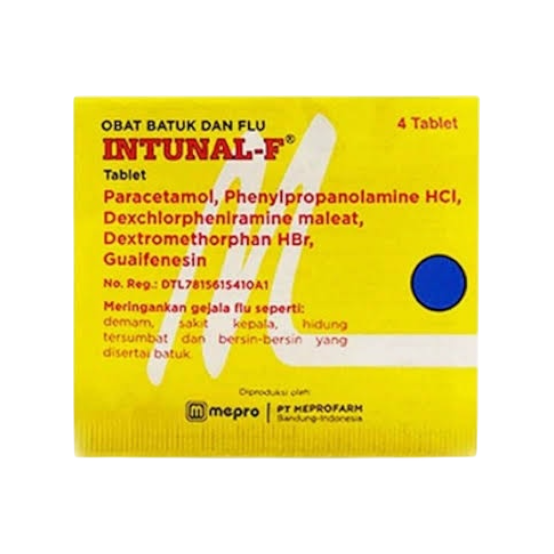 OBAT BATUK DAN FLU
4 Tablet
INTUNAL-F®
Tablet
Paracetamol, Phenylpropanolamine HCl,
Dexchlorpheniramine maleat,
Dextromethorphan HBr,
Guaifenesin
No. Reg.: DTL7815615410A1
Meringankan gejala flu seperti:
demam, sakit kepala, hidung
tersumbat dan bersin-bersin yang
disertai batuk.
Diproduksi oleh:
mepro
PT MEPROFARM
Bandung-Indonesia